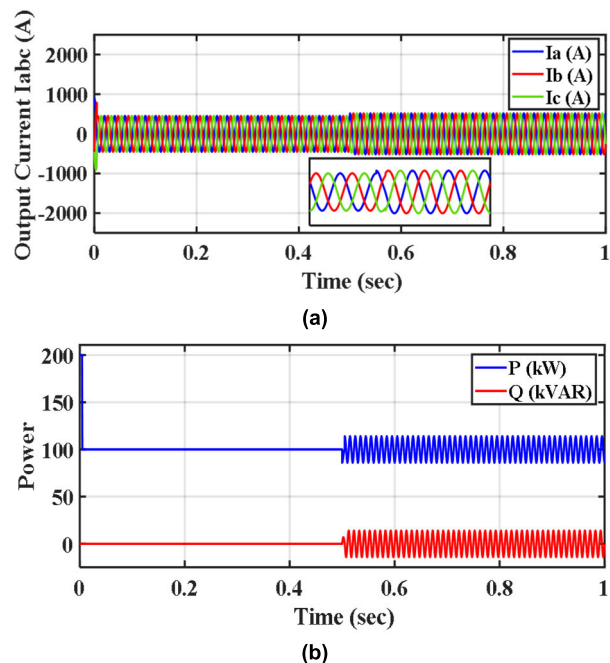 Output Current Iabc (A)
2000
1000
0
-1000
-2000
Ia (A)
Ib (A)
Ic (A)
0 0.2 0.4 0.6 0.8 1
Time (sec)
(a)
Power
200
150
100
50
0
P (kW)
Q (kVAR)
0 0.2 0.4 0.6 0.8 1
Time (sec)
(b)